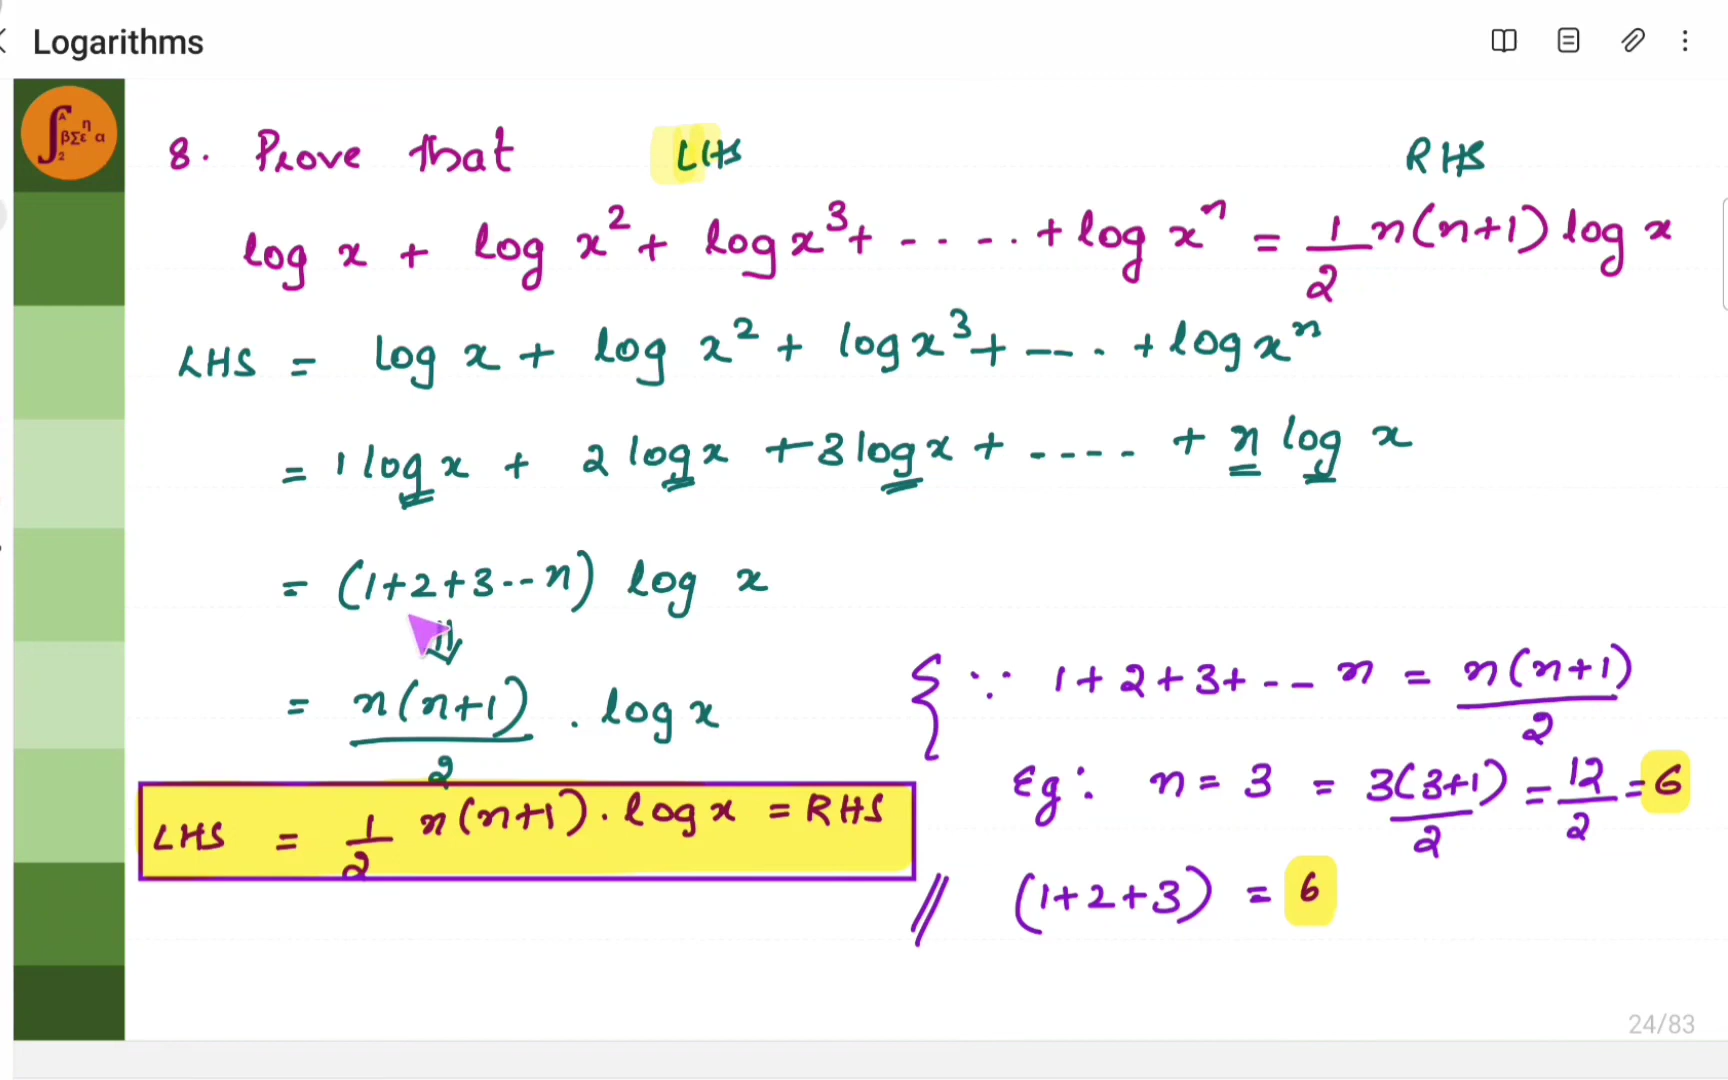 Logarithms
8. Prove that LHS RHS
log x + log x² + log x³ + - - - - . + log xⁿ = 1/2 n(n+1) log x
LHS = log x + log x² + log x³ + --- . + log xⁿ
= 1 log x + 2 log x + 3 log x + - - - - + n log x
= (1+2+3--n) log x
= n(n+1)/2 . log x
LHS = 1/2 n(n+1) . log x = RHS
{ ∵ 1+2+3+-- n = n(n+1)/2
Eg: n = 3 = 3(3+1)/2 = 12/2 = 6
// (1+2+3) = 6
24/83